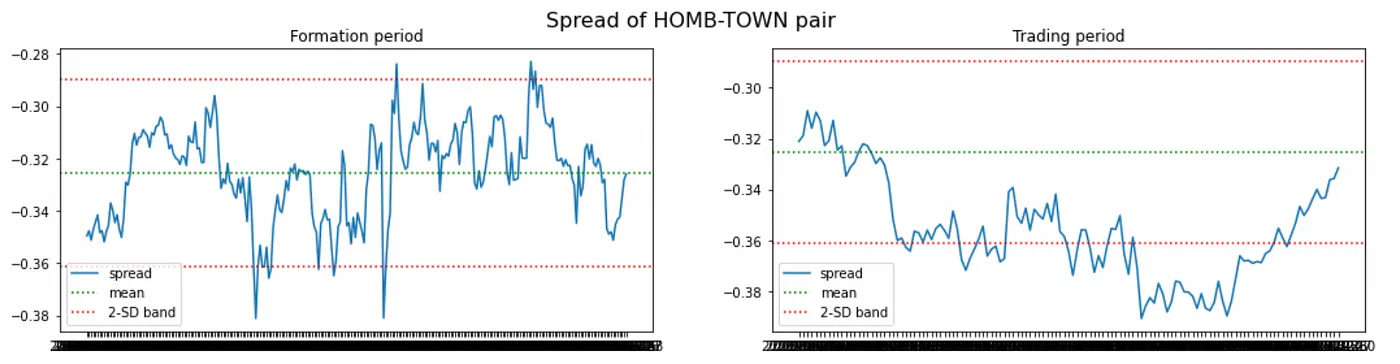 Spread of HOMB-TOWN pair
Formation period
−0.28
−0.30
−0.32
−0.34
−0.36
−0.38
spread
mean
2-SD band
Trading period
−0.30
−0.32
−0.34
−0.36
−0.38
spread
mean
2-SD band